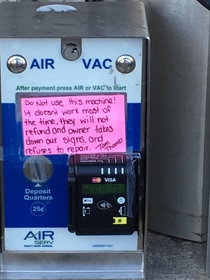 AIR VAC
After payment press AIR or VAC to start
Do Not use this machine!
It doesn't work most of
the time, they will not
refund and owner takes
down our signs, and
refuses to repair.
Deposit
Quarters
25¢
VISA
AIR
SERV